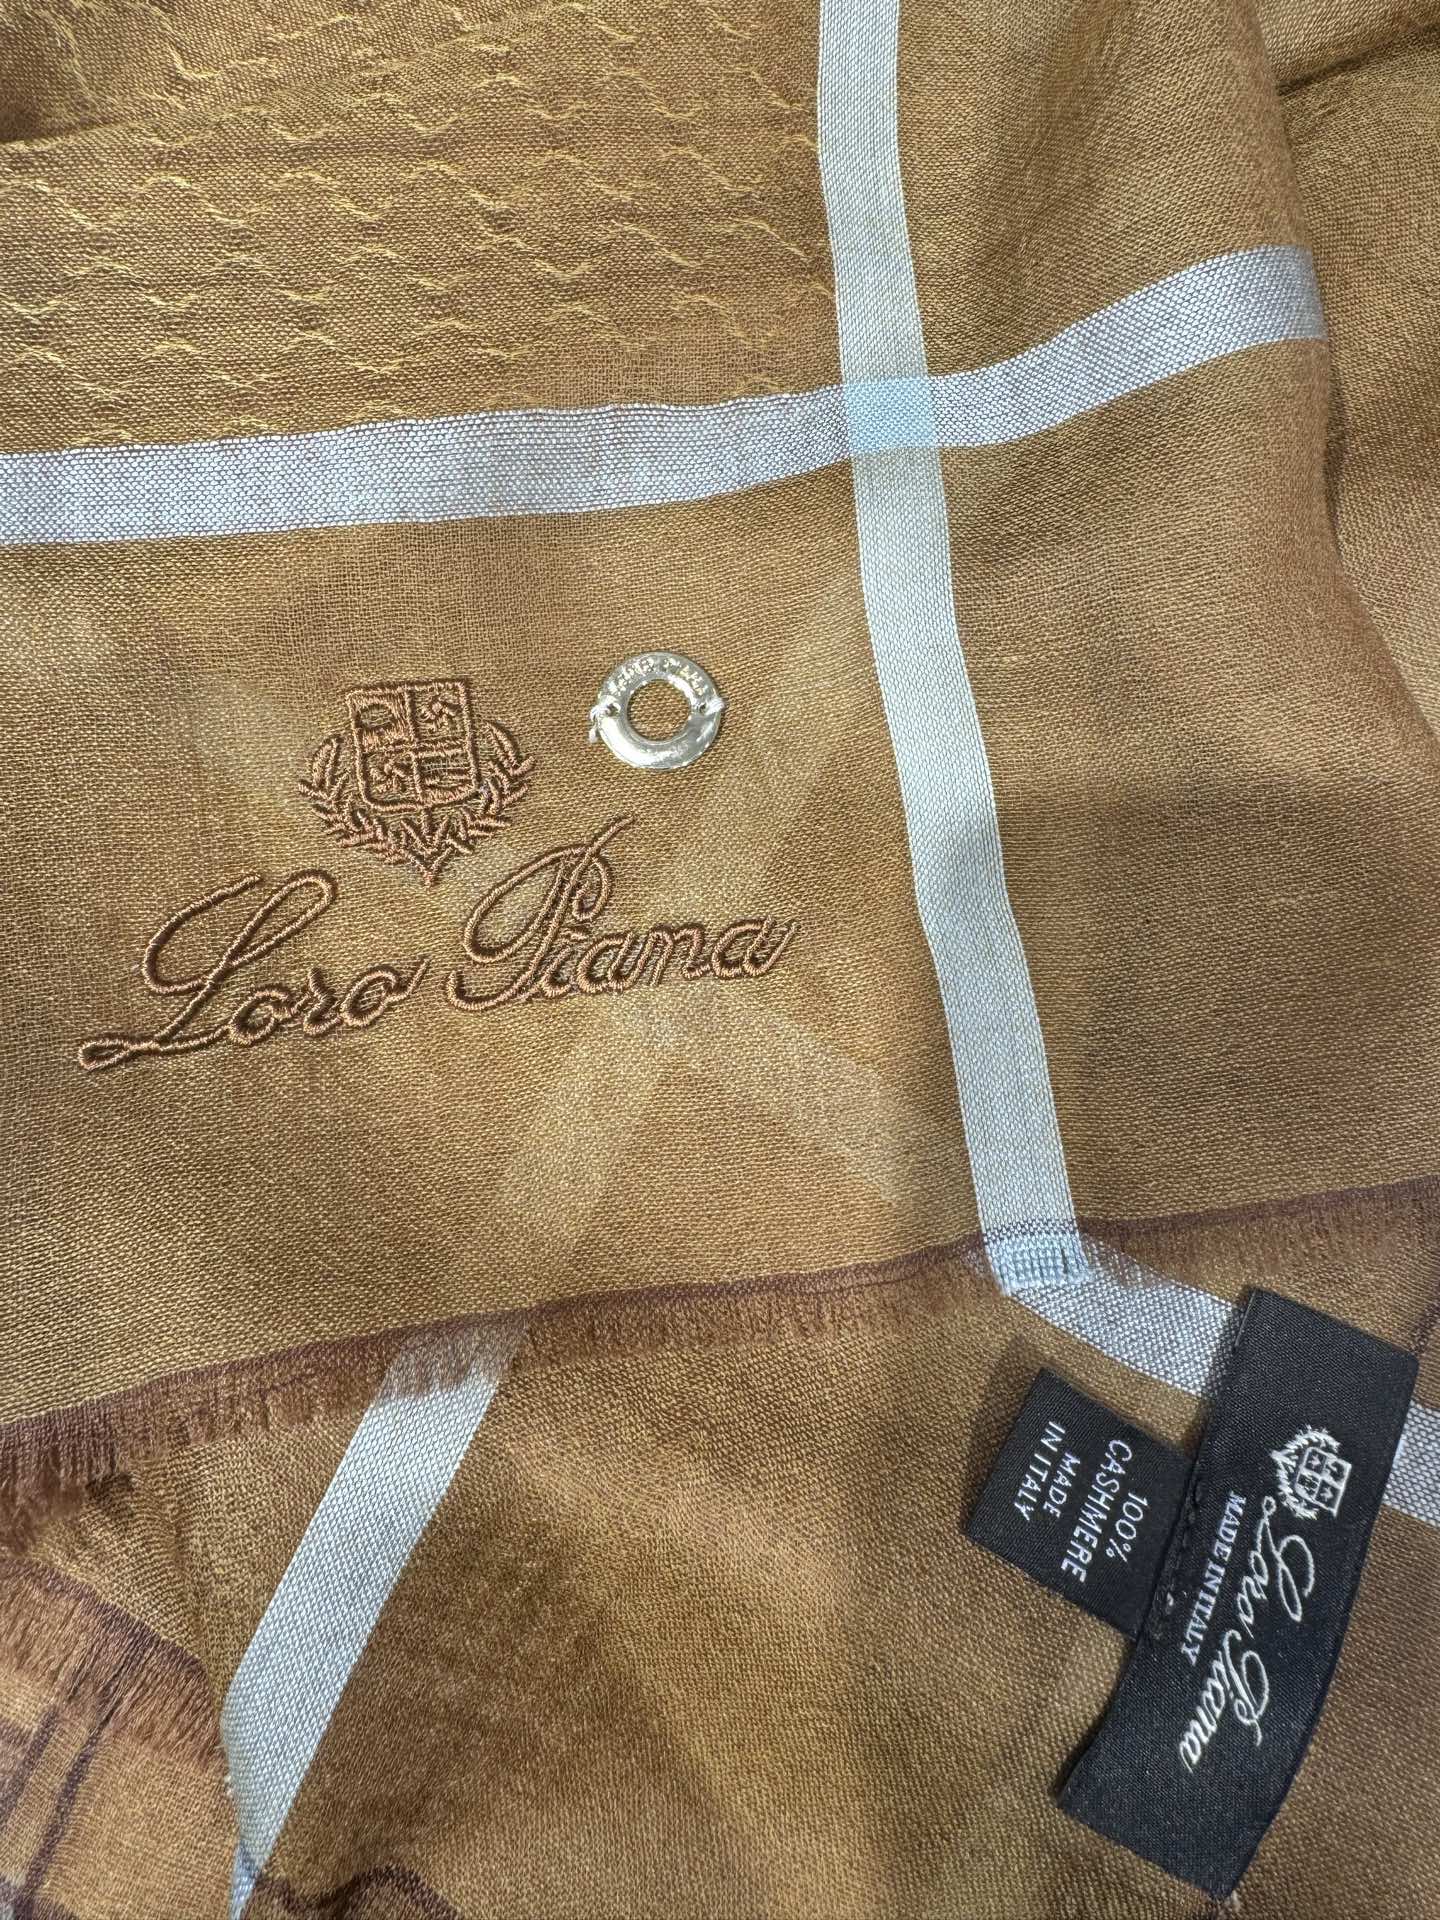 Loro Piana
100%
CASHMERE
MADE
IN ITALY
Loro Piana
MADE IN ITALY